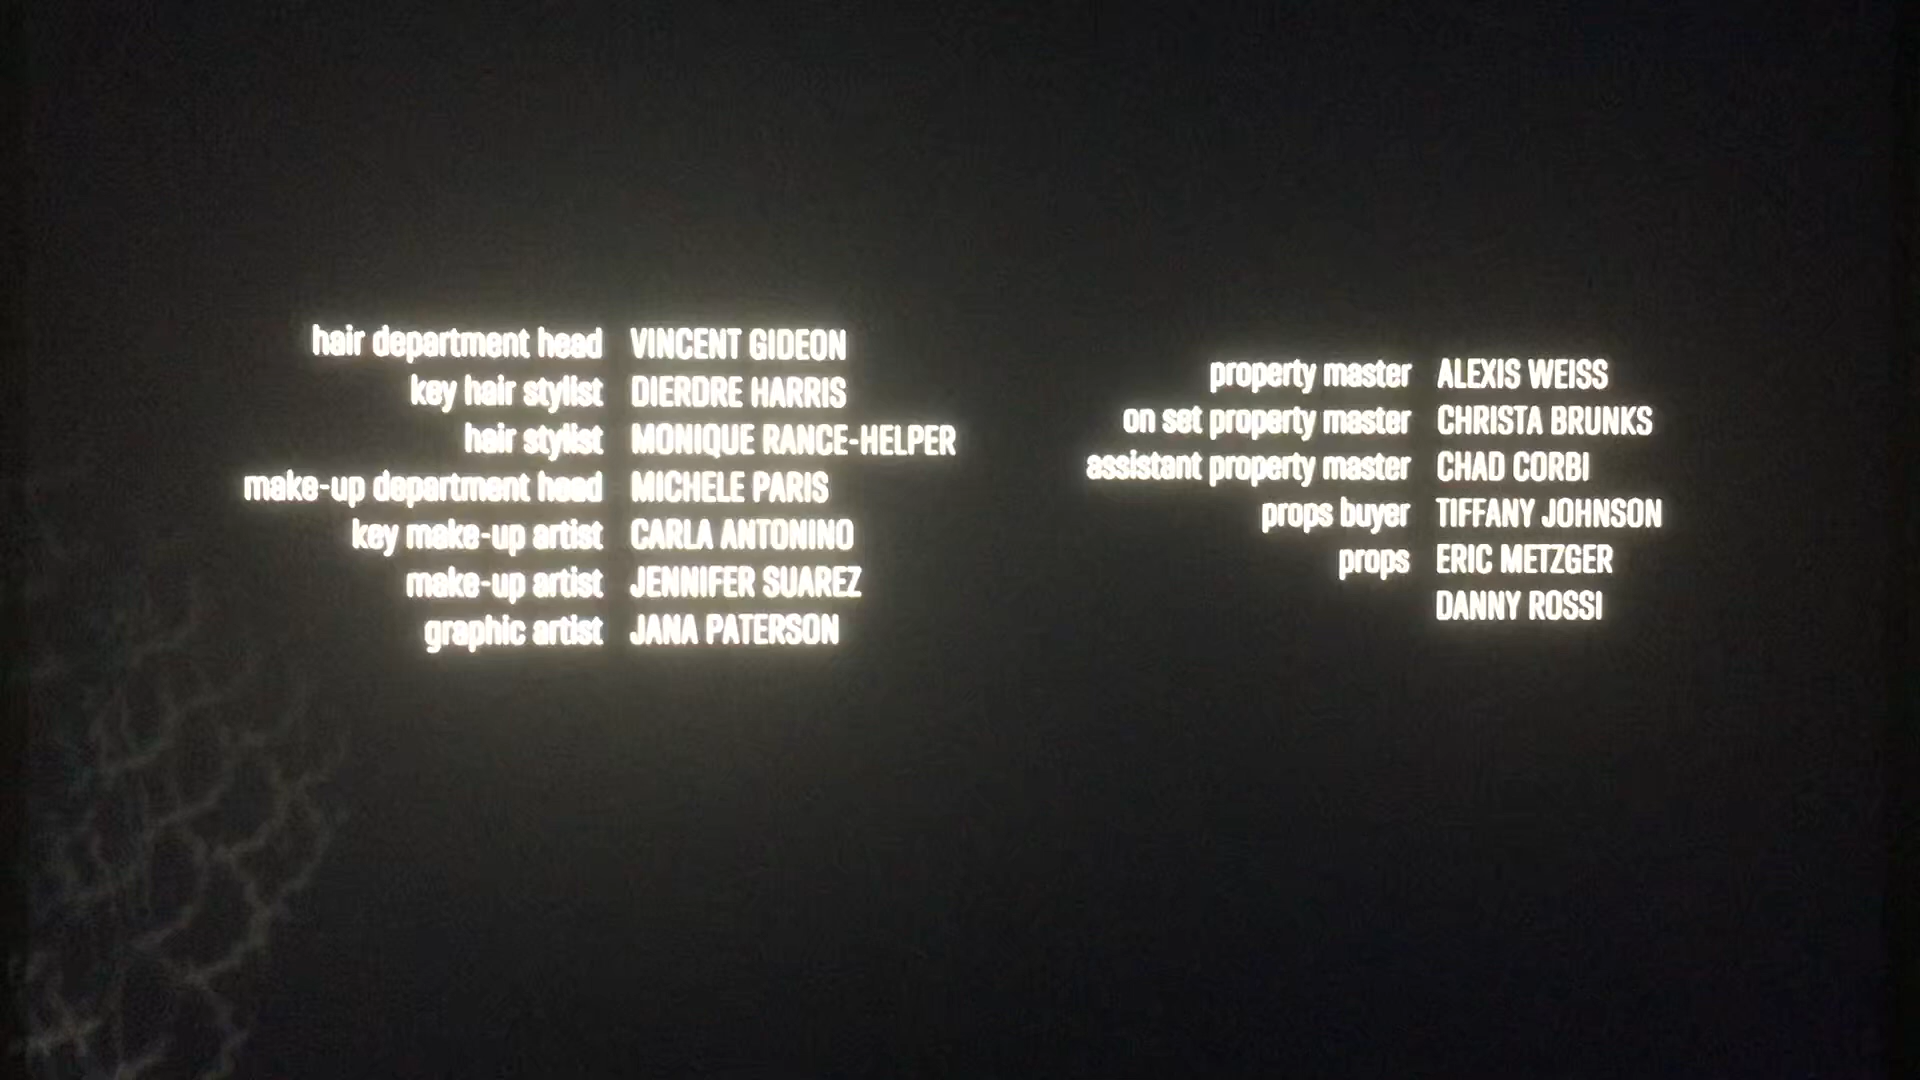 hair department head VINCENT GIDEON
key hair stylist DIERDRE HARRIS
hair stylist MONIQUE RANCE-HELPER
make-up department head MICHELE PARIS
key make-up artist CARLA ANTONINO
make-up artist JENNIFER SUAREZ
graphic artist JANA PATERSON
property master ALEXIS WEISS
on set property master CHRISTA BRUNKS
assistant property master CHAD CORBI
props buyer TIFFANY JOHNSON
props ERIC METZGER
DANNY ROSSI